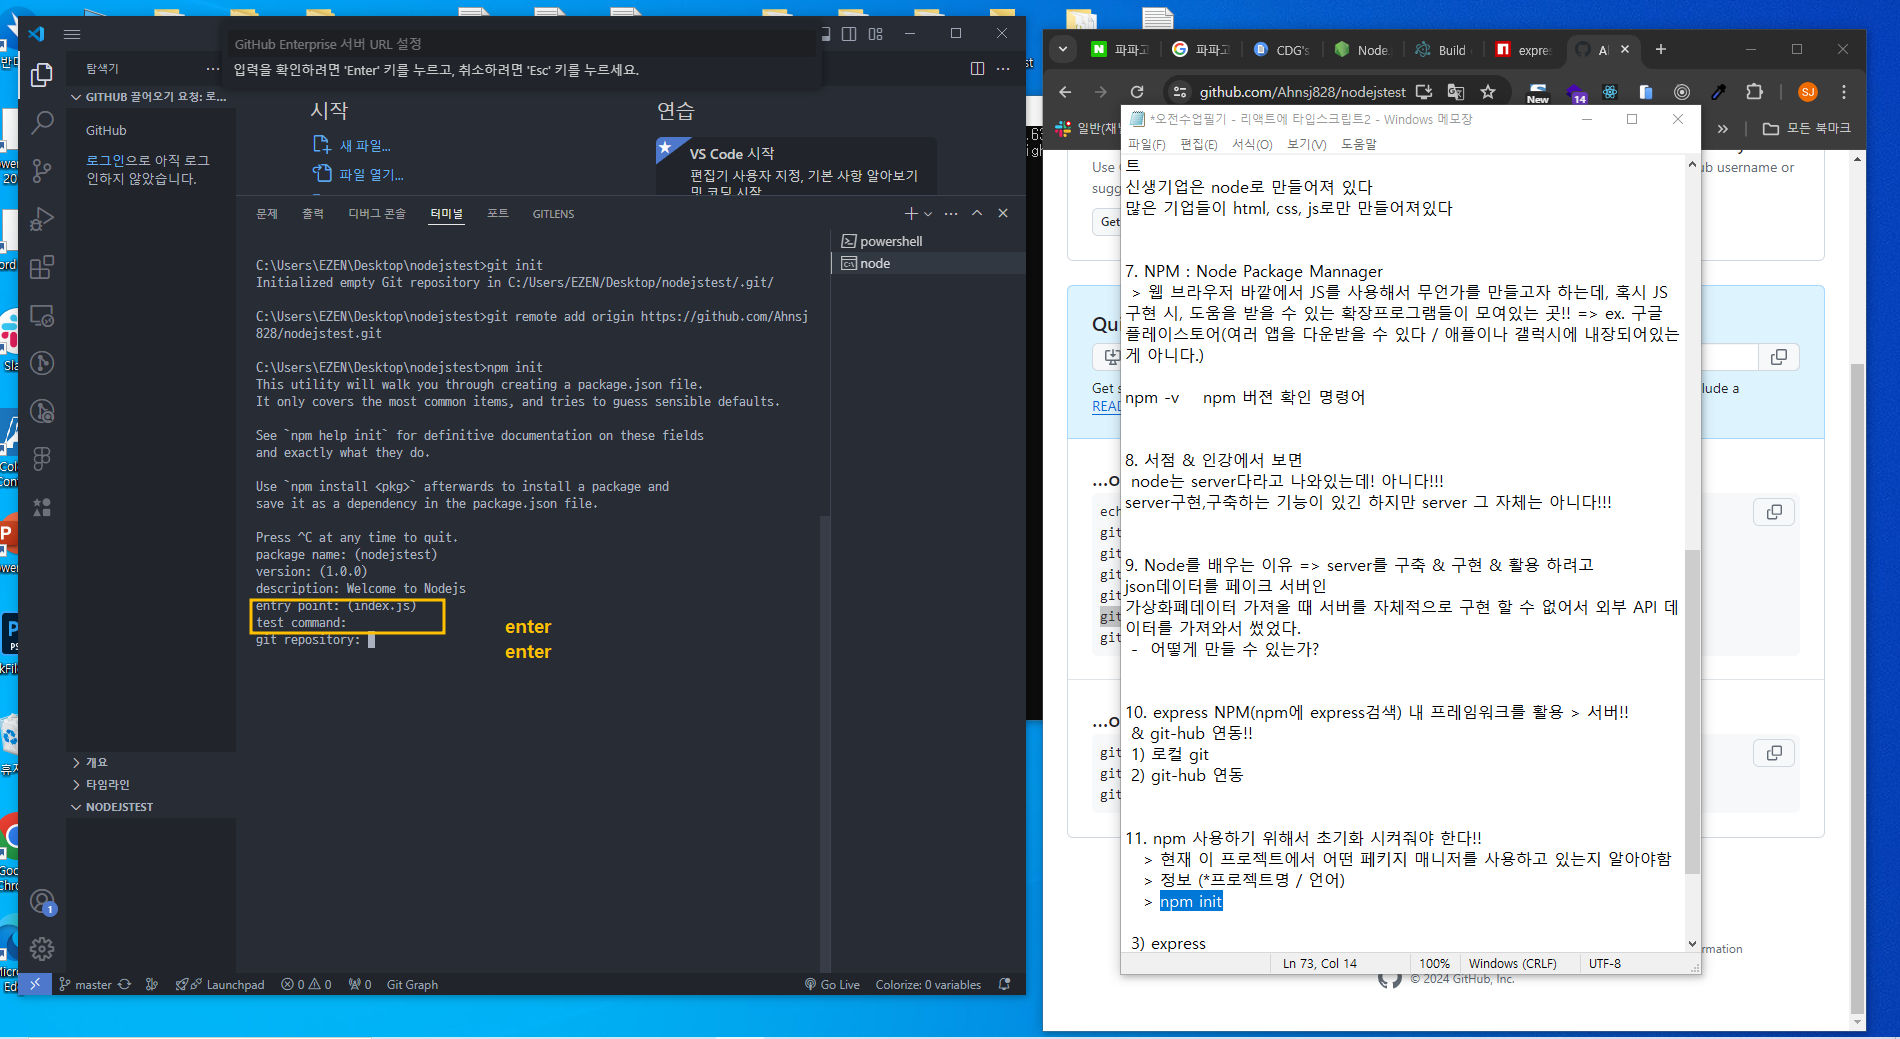 GitHub Enterprise 서버 URL 설정
입력을 확인하려면 'Enter' 키를 누르고, 취소하려면 'Esc' 키를 누르세요.
탐색기
GITHUB 끌어오기 요청: 로...
GitHub
로그인으로 아직 로그
인하지 않았습니다.
시작
새 파일...
파일 열기...
연습
VS Code 시작
편집기 사용자 지정, 기본 사항 알아보기
및 코딩 시작
문제 출력 디버그 콘솔 터미널 포트 GITLENS
powershell
node
C:\Users\EZEN\Desktop\nodejstest>git init
Initialized empty Git repository in C:/Users/EZEN/Desktop/nodejstest/.git/
C:\Users\EZEN\Desktop\nodejstest>git remote add origin https://github.com/Ahnsj
828/nodejstest.git
C:\Users\EZEN\Desktop\nodejstest>npm init
This utility will walk you through creating a package.json file.
It only covers the most common items, and tries to guess sensible defaults.
See `npm help init` for definitive documentation on these fields
and exactly what they do.
Use `npm install <pkg>` afterwards to install a package and
save it as a dependency in the package.json file.
Press ^C at any time to quit.
package name: (nodejstest)
version: (1.0.0)
description: Welcome to Nodejs
entry point: (index.js)
test command:
git repository:
enter
enter
개요
타임라인
NODEJSTEST
1
master
Launchpad
0 0
0
Git Graph
Go Live
Colorize: 0 variables
파파고
파파고
CDG's
Node.
Build
expres
github.com/Ahnsj828/nodejstest
New
14
SJ
일반(채널
모든 북마크
*오전수업필기 - 리액트에 타입스크립트2 - Windows 메모장
파일(F) 편집(E) 서식(O) 보기(V) 도움말
트
신생기업은 node로 만들어져 있다
많은 기업들이 html, css, js로만 만들어져있다
7. NPM : Node Package Mannager
> 웹 브라우저 바깥에서 JS를 사용해서 무언가를 만들고자 하는데, 혹시 JS
구현 시, 도움을 받을 수 있는 확장프로그램들이 모여있는 곳!! => ex. 구글
플레이스토어(여러 앱을 다운받을 수 있다 / 애플이나 갤럭시에 내장되어있는
게 아니다.)
npm -v npm 버젼 확인 명령어
8. 서점 & 인강에서 보면
node는 server다라고 나와있는데! 아니다!!!
server구현,구축하는 기능이 있긴 하지만 server 그 자체는 아니다!!!
9. Node를 배우는 이유 => server를 구축 & 구현 & 활용 하려고
json데이터를 페이크 서버인
가상화폐데이터 가져올 때 서버를 자체적으로 구현 할 수 없어서 외부 API 데
이터를 가져와서 썼었다.
- 어떻게 만들 수 있는가?
10. express NPM(npm에 express검색) 내 프레임워크를 활용 > 서버!!
& git-hub 연동!!
1) 로컬 git
2) git-hub 연동
11. npm 사용하기 위해서 초기화 시켜줘야 한다!!
> 현재 이 프로젝트에서 어떤 페키지 매니저를 사용하고 있는지 알아야함
> 정보 (*프로젝트명 / 언어)
> npm init
3) express
Ln 73, Col 14
100%
Windows (CRLF)
UTF-8
ub username or
Get
Qu
Get s
lude a
READ
...o
ech
git
git
git
git
git
git
...o
git
git
git
rmation
© 2024 GitHub, Inc.